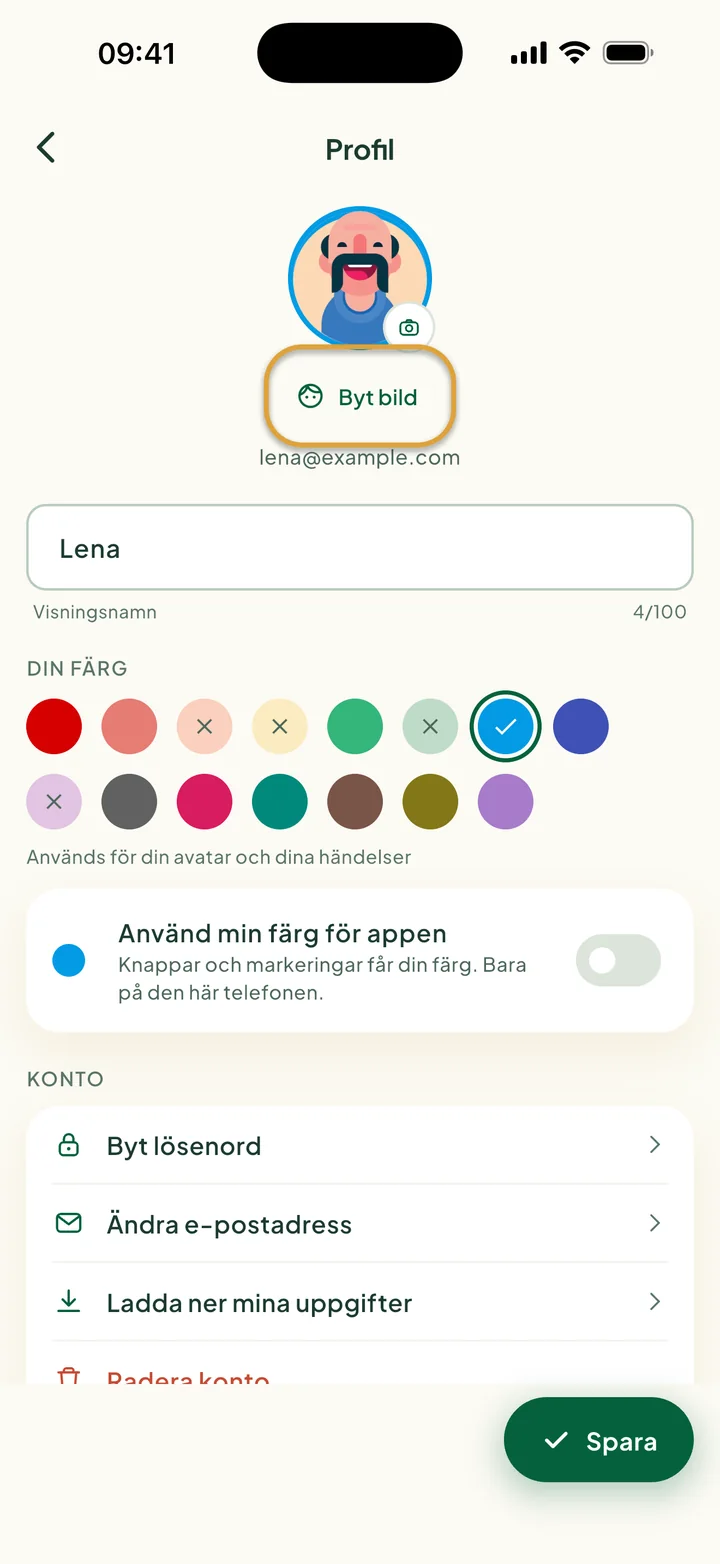 09:41
Profil
Byt bild
lena@example.com
Lena
Visningsnamn
4/100
DIN FÄRG
Används för din avatar och dina händelser
Använd min färg för appen
Knappar och markeringar får din färg. Bara
på den här telefonen.
KONTO
Byt lösenord
Ändra e-postadress
Ladda ner mina uppgifter
Radera konto
Spara